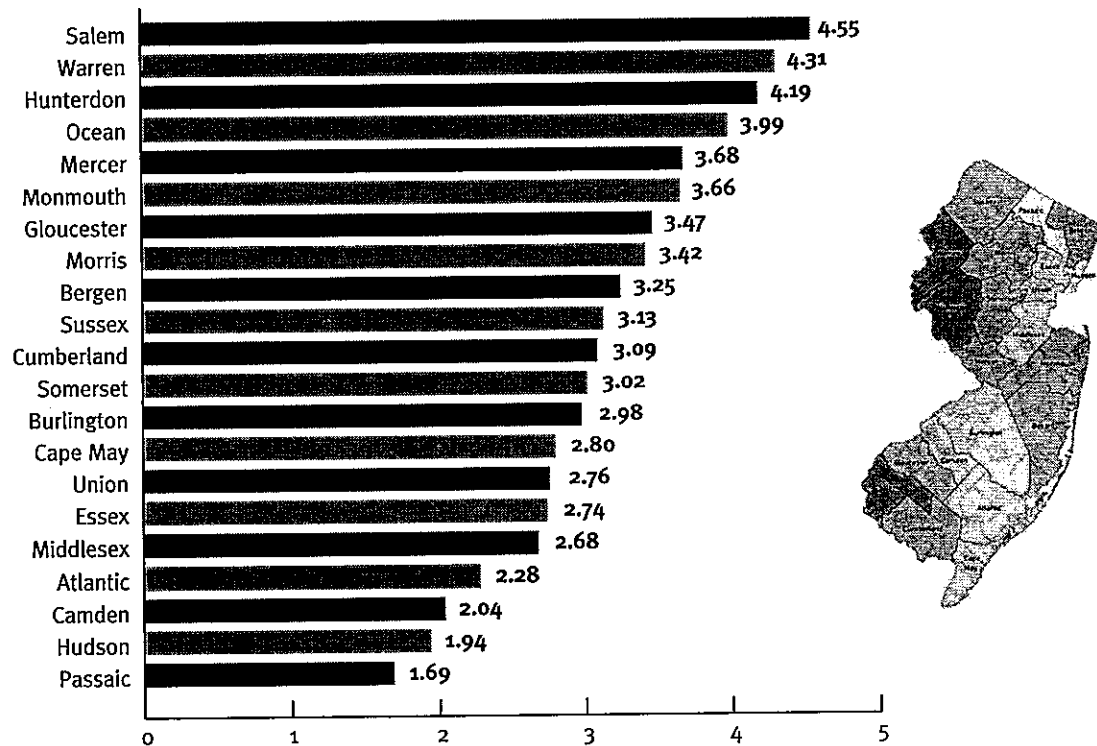 Salem 4.55
Warren 4.31
Hunterdon 4.19
Ocean 3.99
Mercer 3.68
Monmouth 3.66
Gloucester 3.47
Morris 3.42
Bergen 3.25
Sussex 3.13
Cumberland 3.09
Somerset 3.02
Burlington 2.98
Cape May 2.80
Union 2.76
Essex 2.74
Middlesex 2.68
Atlantic 2.28
Camden 2.04
Hudson 1.94
Passaic 1.69
0 1 2 3 4 5